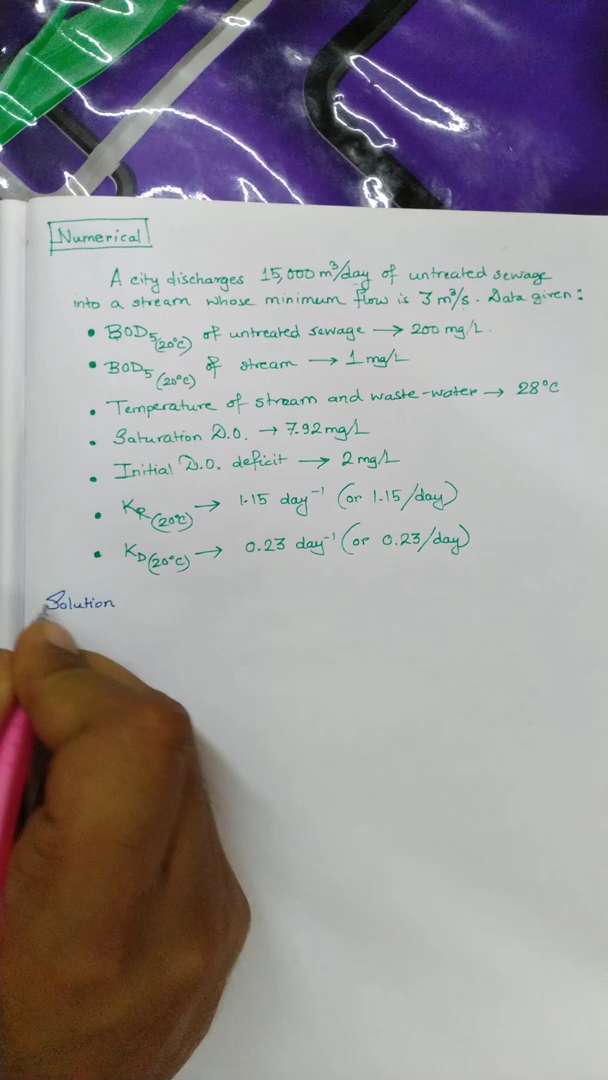 Numerical
A city discharges 15,000 m³/day of untreated sewage
into a stream whose minimum flow is 3 m³/s. Data given:
• BOD₅(20°C) of untreated sewage → 200 mg/L.
• BOD₅(20°C) of stream → 1 mg/L
• Temperature of stream and waste-water → 28°C
• Saturation D.O. → 7.92 mg/L
• Initial D.O. deficit → 2 mg/L
• K_R(20°C) → 1.15 day⁻¹ (or 1.15/day)
• K_D(20°C) → 0.23 day⁻¹ (or 0.23/day)
Solution